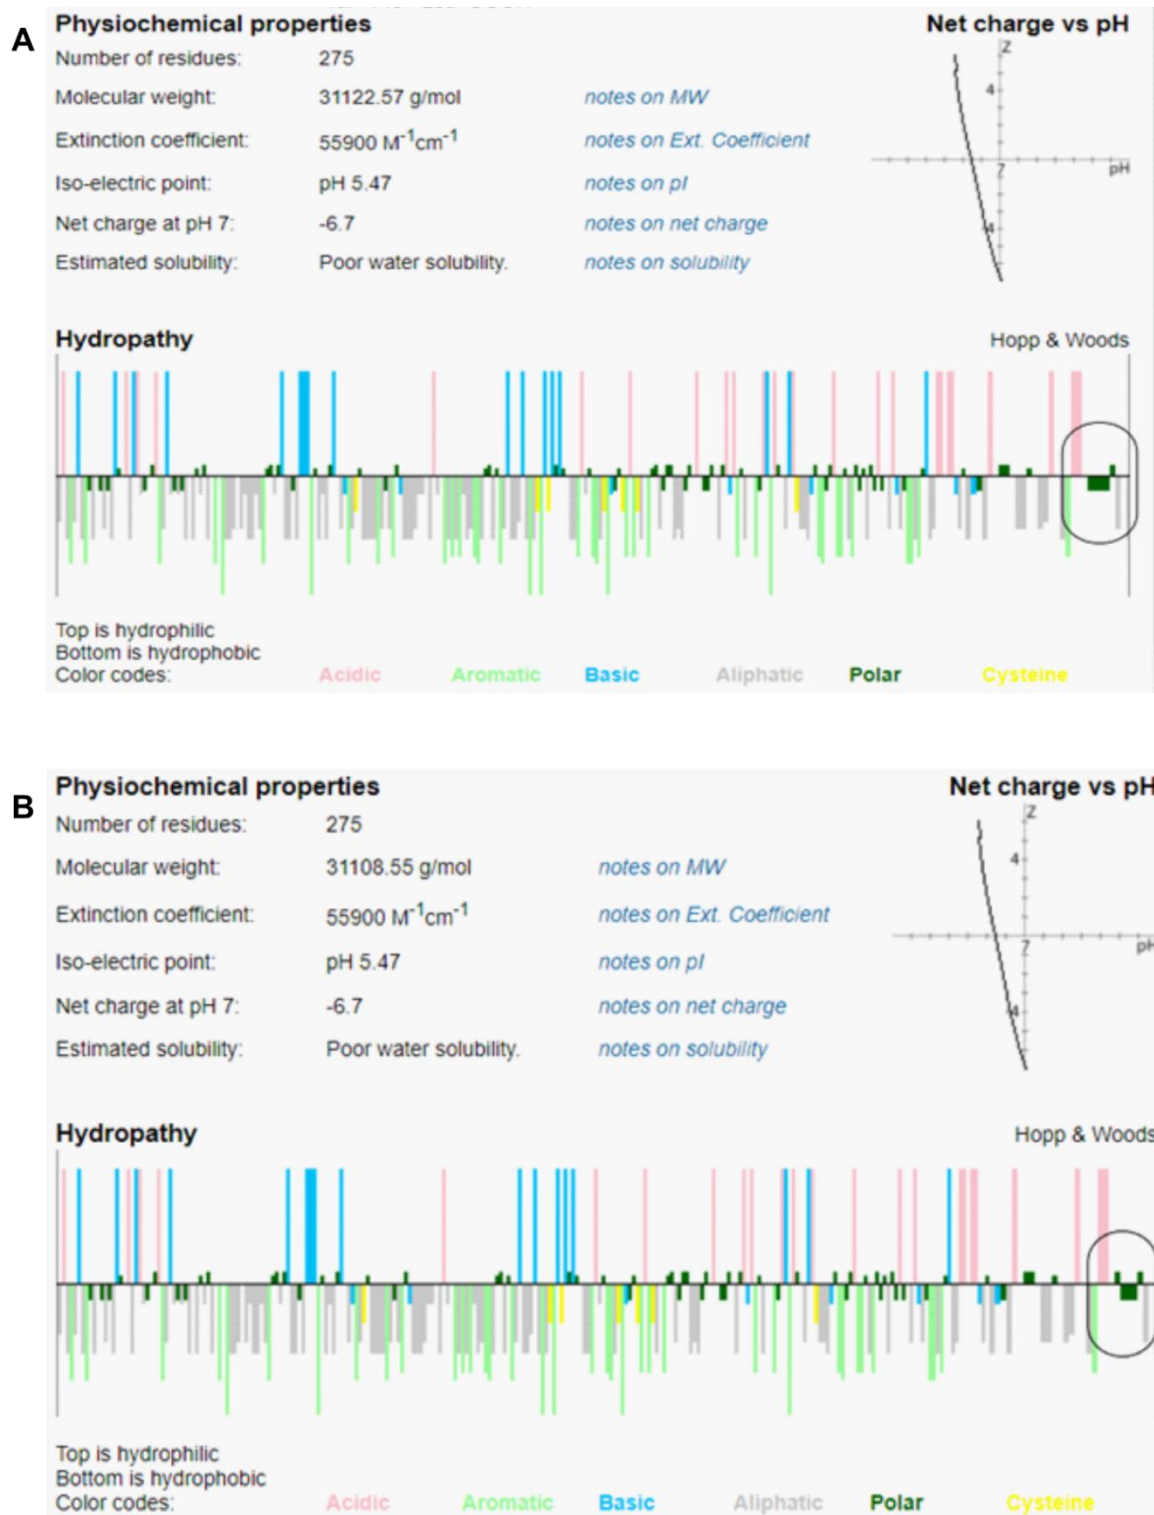 A
Physiochemical properties
Net charge vs pH
Number of residues: 275
Molecular weight: 31122.57 g/mol notes on MW
Extinction coefficient: 55900 M-1cm-1 notes on Ext. Coefficient
Iso-electric point: pH 5.47 notes on pI
Net charge at pH 7: -6.7 notes on net charge
Estimated solubility: Poor water solubility. notes on solubility
Z
4
7
pH
4
Hydropathy
Hopp & Woods
Top is hydrophilic
Bottom is hydrophobic
Color codes: Acidic Aromatic Basic Aliphatic Polar Cysteine
B
Physiochemical properties
Net charge vs pH
Number of residues: 275
Molecular weight: 31108.55 g/mol notes on MW
Extinction coefficient: 55900 M-1cm-1 notes on Ext. Coefficient
Iso-electric point: pH 5.47 notes on pI
Net charge at pH 7: -6.7 notes on net charge
Estimated solubility: Poor water solubility. notes on solubility
Z
4
7
pH
4
Hydropathy
Hopp & Woods
Top is hydrophilic
Bottom is hydrophobic
Color codes: Acidic Aromatic Basic Aliphatic Polar Cysteine